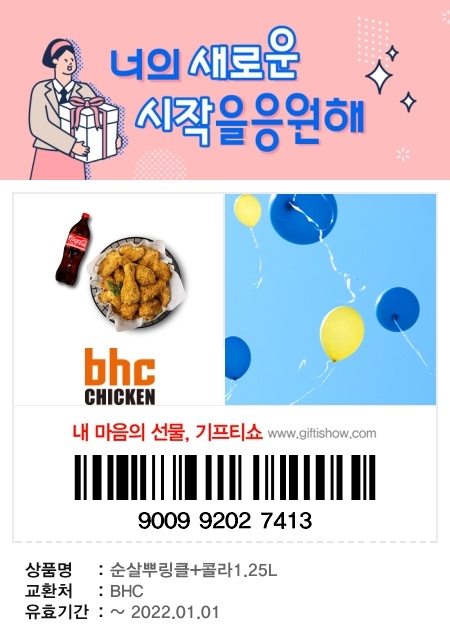 너의 새로운
시작을응원해
Coca-Cola
bhc
CHICKEN
내 마음의 선물, 기프티쇼 www.giftishow.com
9009 9202 7413
상품명 : 순살뿌링클+콜라1.25L
교환처 : BHC
유효기간 : ~ 2022.01.01